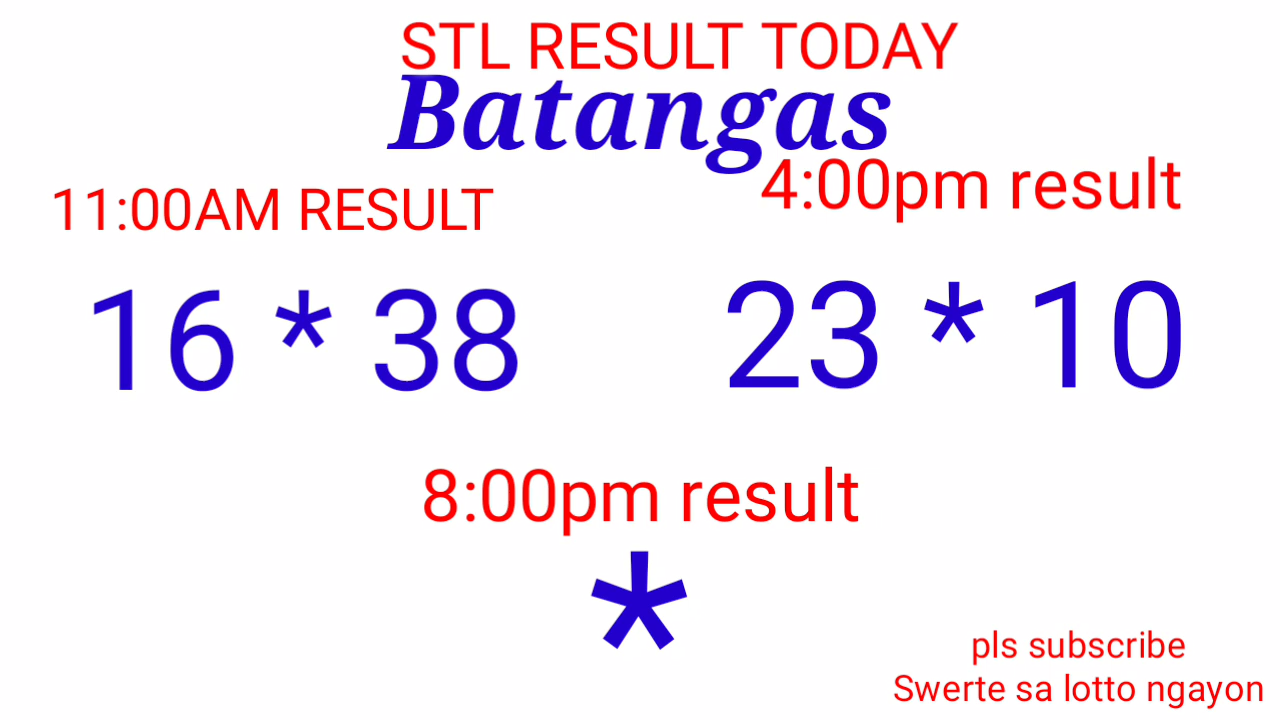 STL RESULT TODAY
Batangas
11:00AM RESULT
16 * 38
4:00pm result
23 * 10
8:00pm result
*
pls subscribe
Swerte sa lotto ngayon